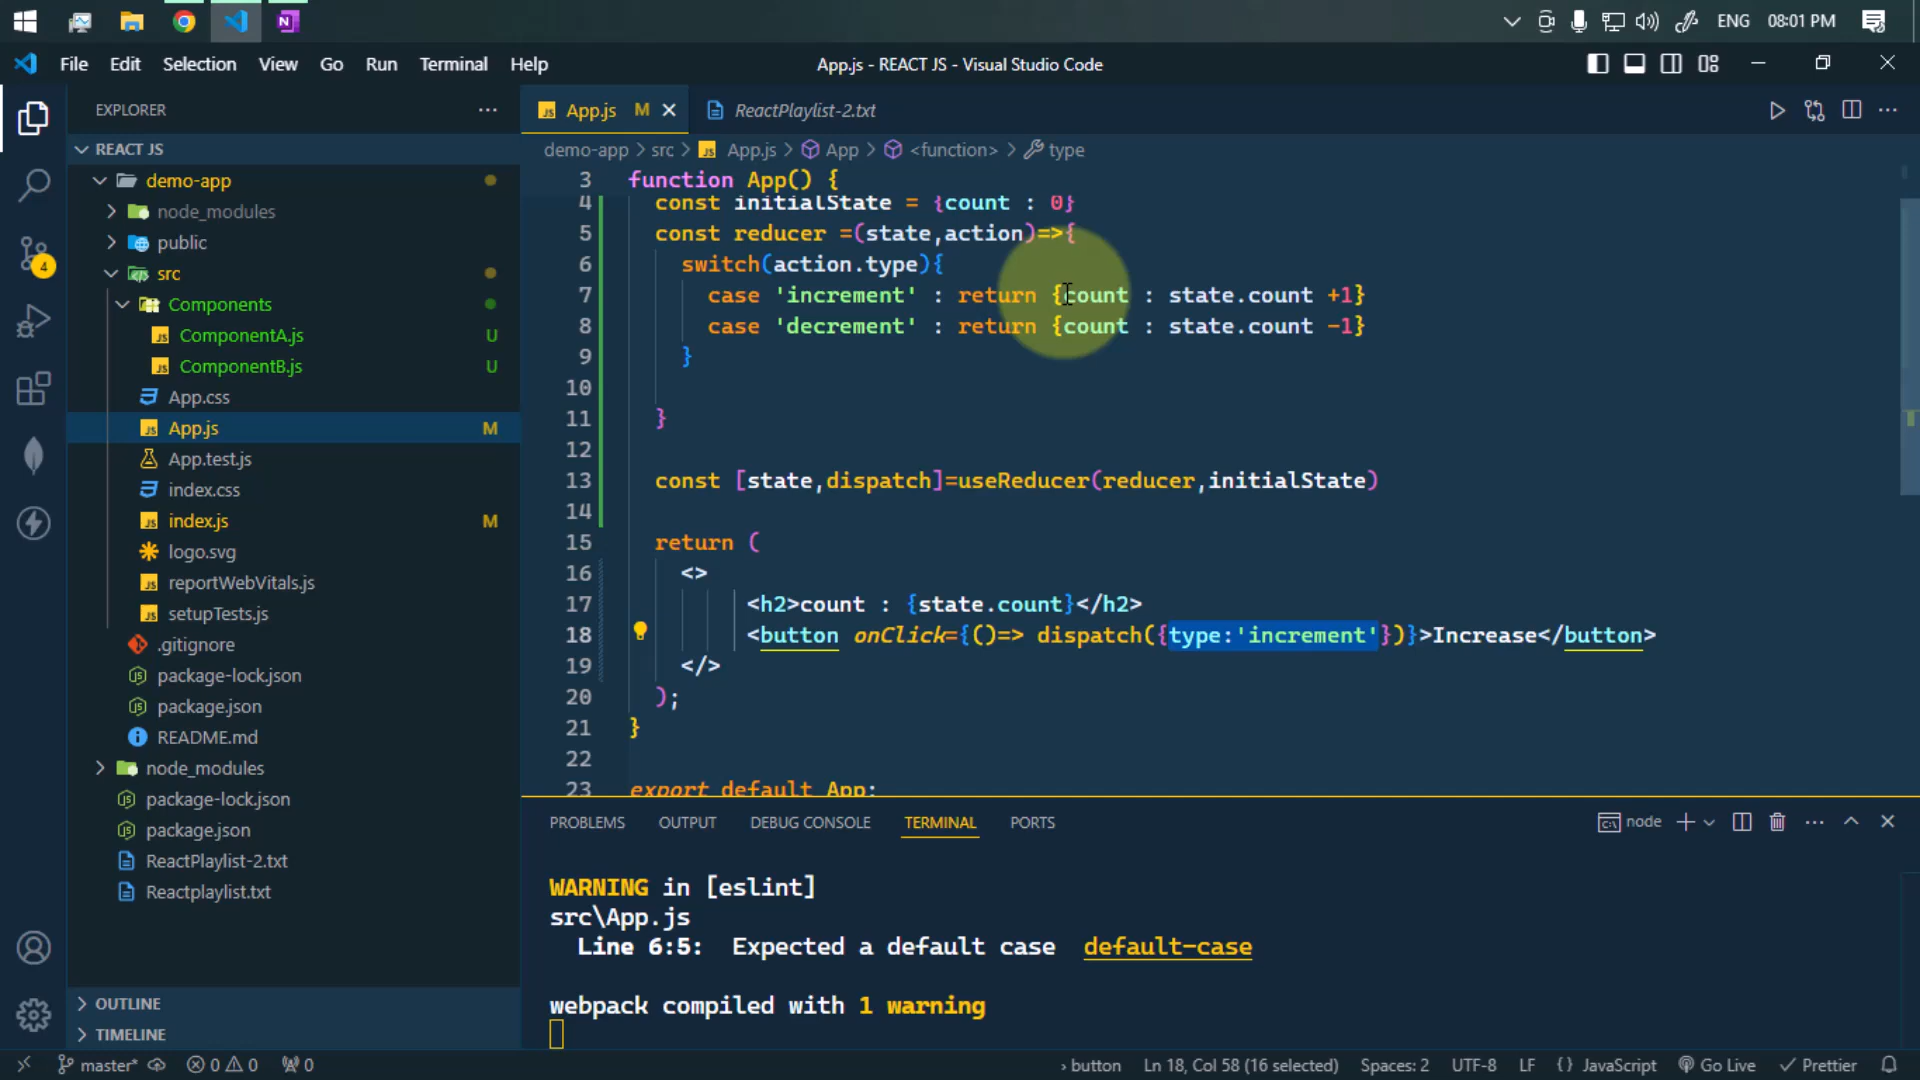 ENG 08:01 PM
File Edit Selection View Go Run Terminal Help
App.js - REACT JS - Visual Studio Code
EXPLORER
REACT JS
demo-app
node_modules
public
src
Components
ComponentA.js U
ComponentB.js U
App.css
App.js M
App.test.js
index.css
index.js M
logo.svg
reportWebVitals.js
setupTests.js
.gitignore
package-lock.json
package.json
README.md
node_modules
package-lock.json
package.json
ReactPlaylist-2.txt
Reactplaylist.txt
OUTLINE
TIMELINE
4
App.js M
ReactPlaylist-2.txt
demo-app > src > App.js > App > <function> > type
3 function App() {
4 const initialState = {count : 0}
5 const reducer =(state,action)=>{
6 switch(action.type){
7 case 'increment' : return {count : state.count +1}
8 case 'decrement' : return {count : state.count -1}
9 }
10
11 }
12
13 const [state,dispatch]=useReducer(reducer,initialState)
14
15 return (
16 <>
17 <h2>count : {state.count}</h2>
18 <button onClick={()=> dispatch({type:'increment'})}>Increase</button>
19 </>
20 );
21 }
22
23 export default App;
PROBLEMS OUTPUT DEBUG CONSOLE TERMINAL PORTS
node
WARNING in [eslint]
src\App.js
Line 6:5: Expected a default case default-case
webpack compiled with 1 warning
master* 0 0 0
button Ln 18, Col 58 (16 selected) Spaces: 2 UTF-8 LF {} JavaScript Go Live Prettier